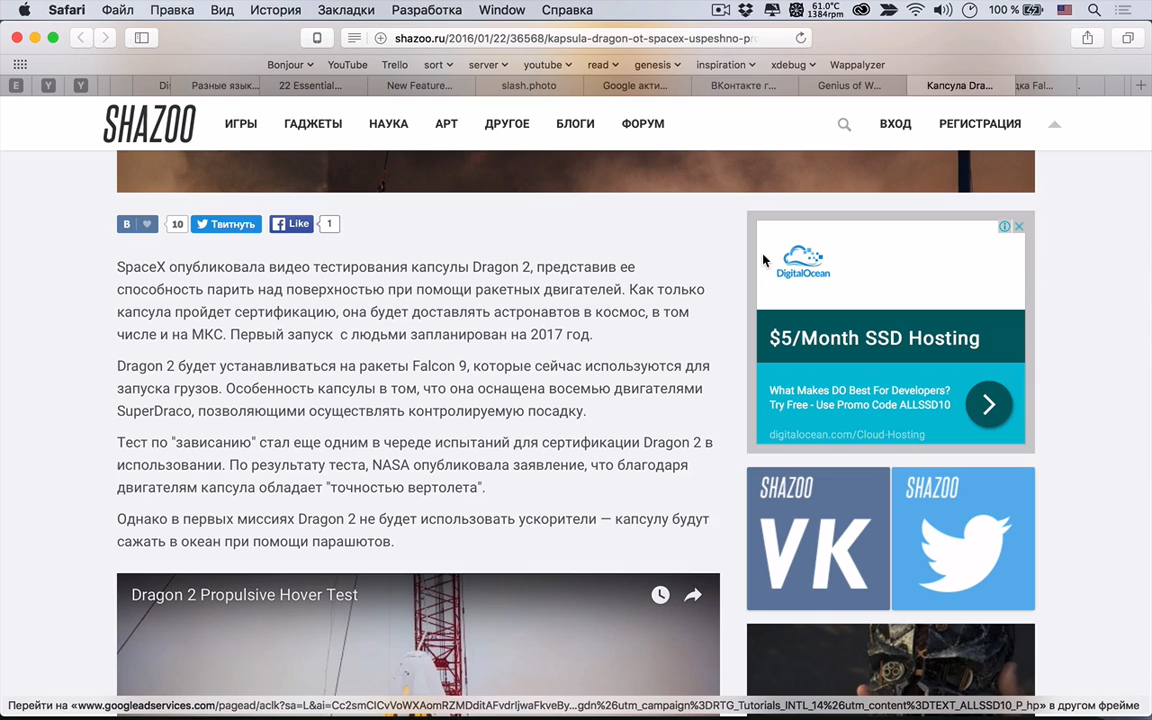 Safari Файл Правка Вид История Закладки Разработка Window Справка 61.0°C 1384rpm 100 %
shazoo.ru/2016/01/22/36568/kapsula-dragon-ot-spacex-uspeshno-pr
Bonjour YouTube Trello sort server youtube read genesis inspiration xdebug Wappalyzer
E Y Y Di Разные язык... 22 Essential... New Feature... slash.photo Google акти... ВКонтакте г... Genius of W... Капсула Dra... дка Fal...
SHAZOO ИГРЫ ГАДЖЕТЫ НАУКА АРТ ДРУГОЕ БЛОГИ ФОРУМ ВХОД РЕГИСТРАЦИЯ
B 10 Твитнуть Like 1
SpaceX опубликовала видео тестирования капсулы Dragon 2, представив ее
способность парить над поверхностью при помощи ракетных двигателей. Как только
капсула пройдет сертификацию, она будет доставлять астронавтов в космос, в том
числе и на МКС. Первый запуск с людьми запланирован на 2017 год.
Dragon 2 будет устанавливаться на ракеты Falcon 9, которые сейчас используются для
запуска грузов. Особенность капсулы в том, что она оснащена восемью двигателями
SuperDraco, позволяющими осуществлять контролируемую посадку.
Тест по "зависанию" стал еще одним в череде испытаний для сертификации Dragon 2 в
использовании. По результату теста, NASA опубликовала заявление, что благодаря
двигателям капсула обладает "точностью вертолета".
Однако в первых миссиях Dragon 2 не будет использовать ускорители — капсулу будут
сажать в океан при помощи парашютов.
Dragon 2 Propulsive Hover Test
DigitalOcean
$5/Month SSD Hosting
What Makes DO Best For Developers?
Try Free - Use Promo Code ALLSSD10
digitalocean.com/Cloud-Hosting
SHAZOO
VK
SHAZOO
Перейти на «www.googleadservices.com/pagead/aclk?sa=L&ai=Cc2smCICvVoWXAomRZMDditAFvdrIjwaFkveBy...gdn%26utm_campaign%3DRTG_Tutorials_INTL_14%26utm_content%3DTEXT_ALLSSD10_P_hp» в другом фрейме